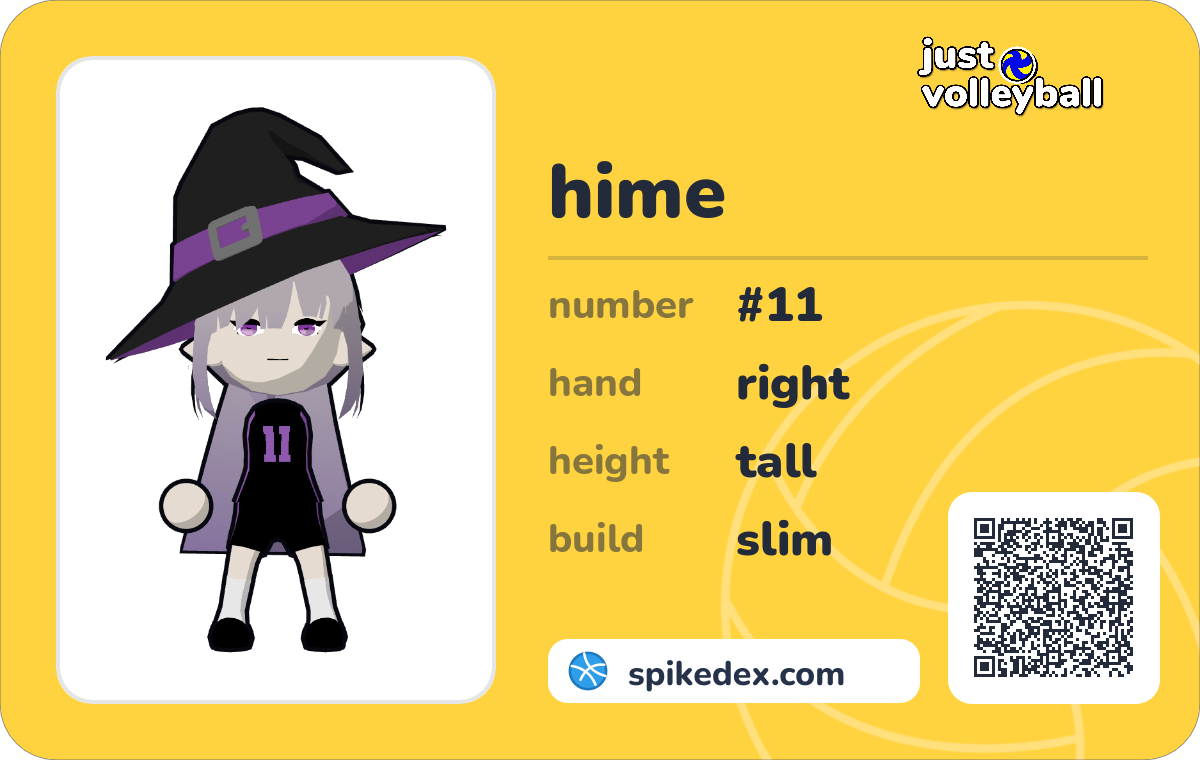 just
volleyball
hime
number #11
hand right
height tall
build slim
11
spikedex.com